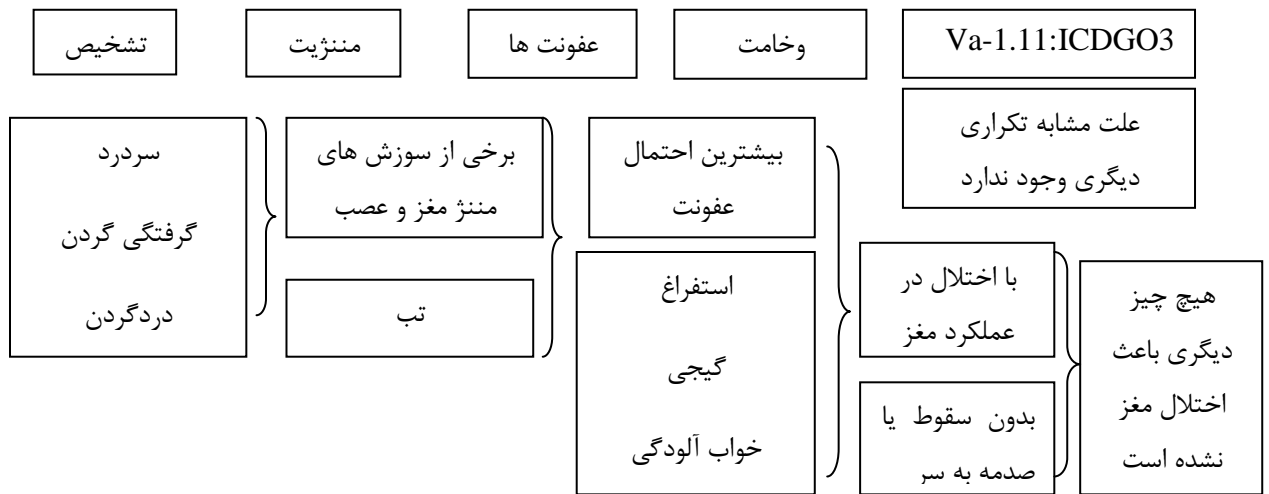 تشخیص
مننژیت
عفونت ها
وخامت
Va-1.11:ICDGO3
سردرد
گرفتگی گردن
دردگردن
برخی از سوزش های
مننژ مغز و عصب
تب
بیشترین احتمال
عفونت
استفراغ
گیجی
خواب آلودگی
علت مشابه تکراری
دیگری وجود ندارد
با اختلال در
عملکرد مغز
بدون سقوط یا
صدمه به سر
هیچ چیز
دیگری باعث
اختلال مغز
نشده است